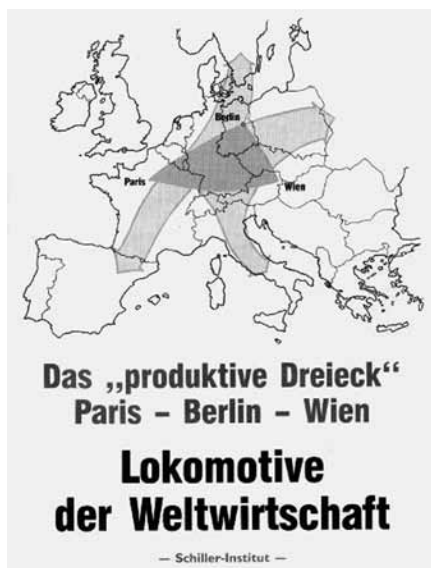 Berlin
Paris
Wien
Das „produktive Dreieck“
Paris – Berlin – Wien
Lokomotive
der Weltwirtschaft
— Schiller-Institut —